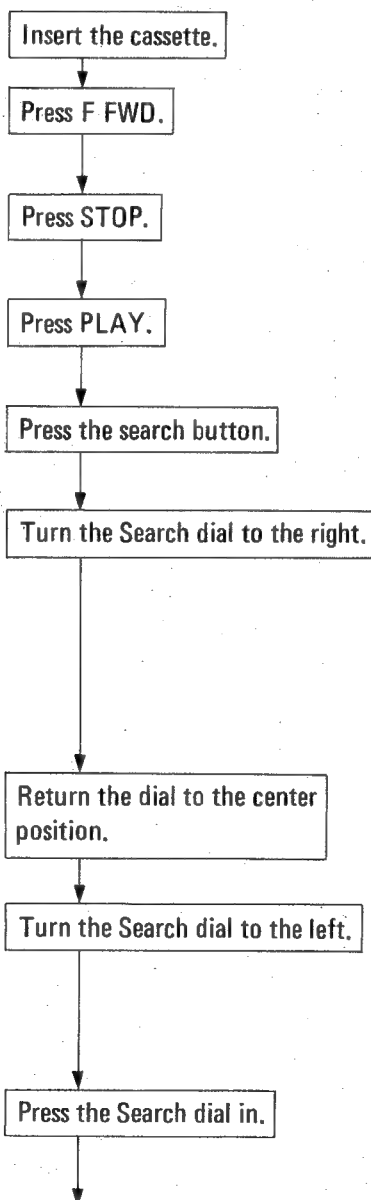 Insert the cassette.
Press F FWD.
Press STOP.
Press PLAY.
Press the search button.
Turn the Search dial to the right.
Return the dial to the center
position.
Turn the Search dial to the left.
Press the Search dial in.